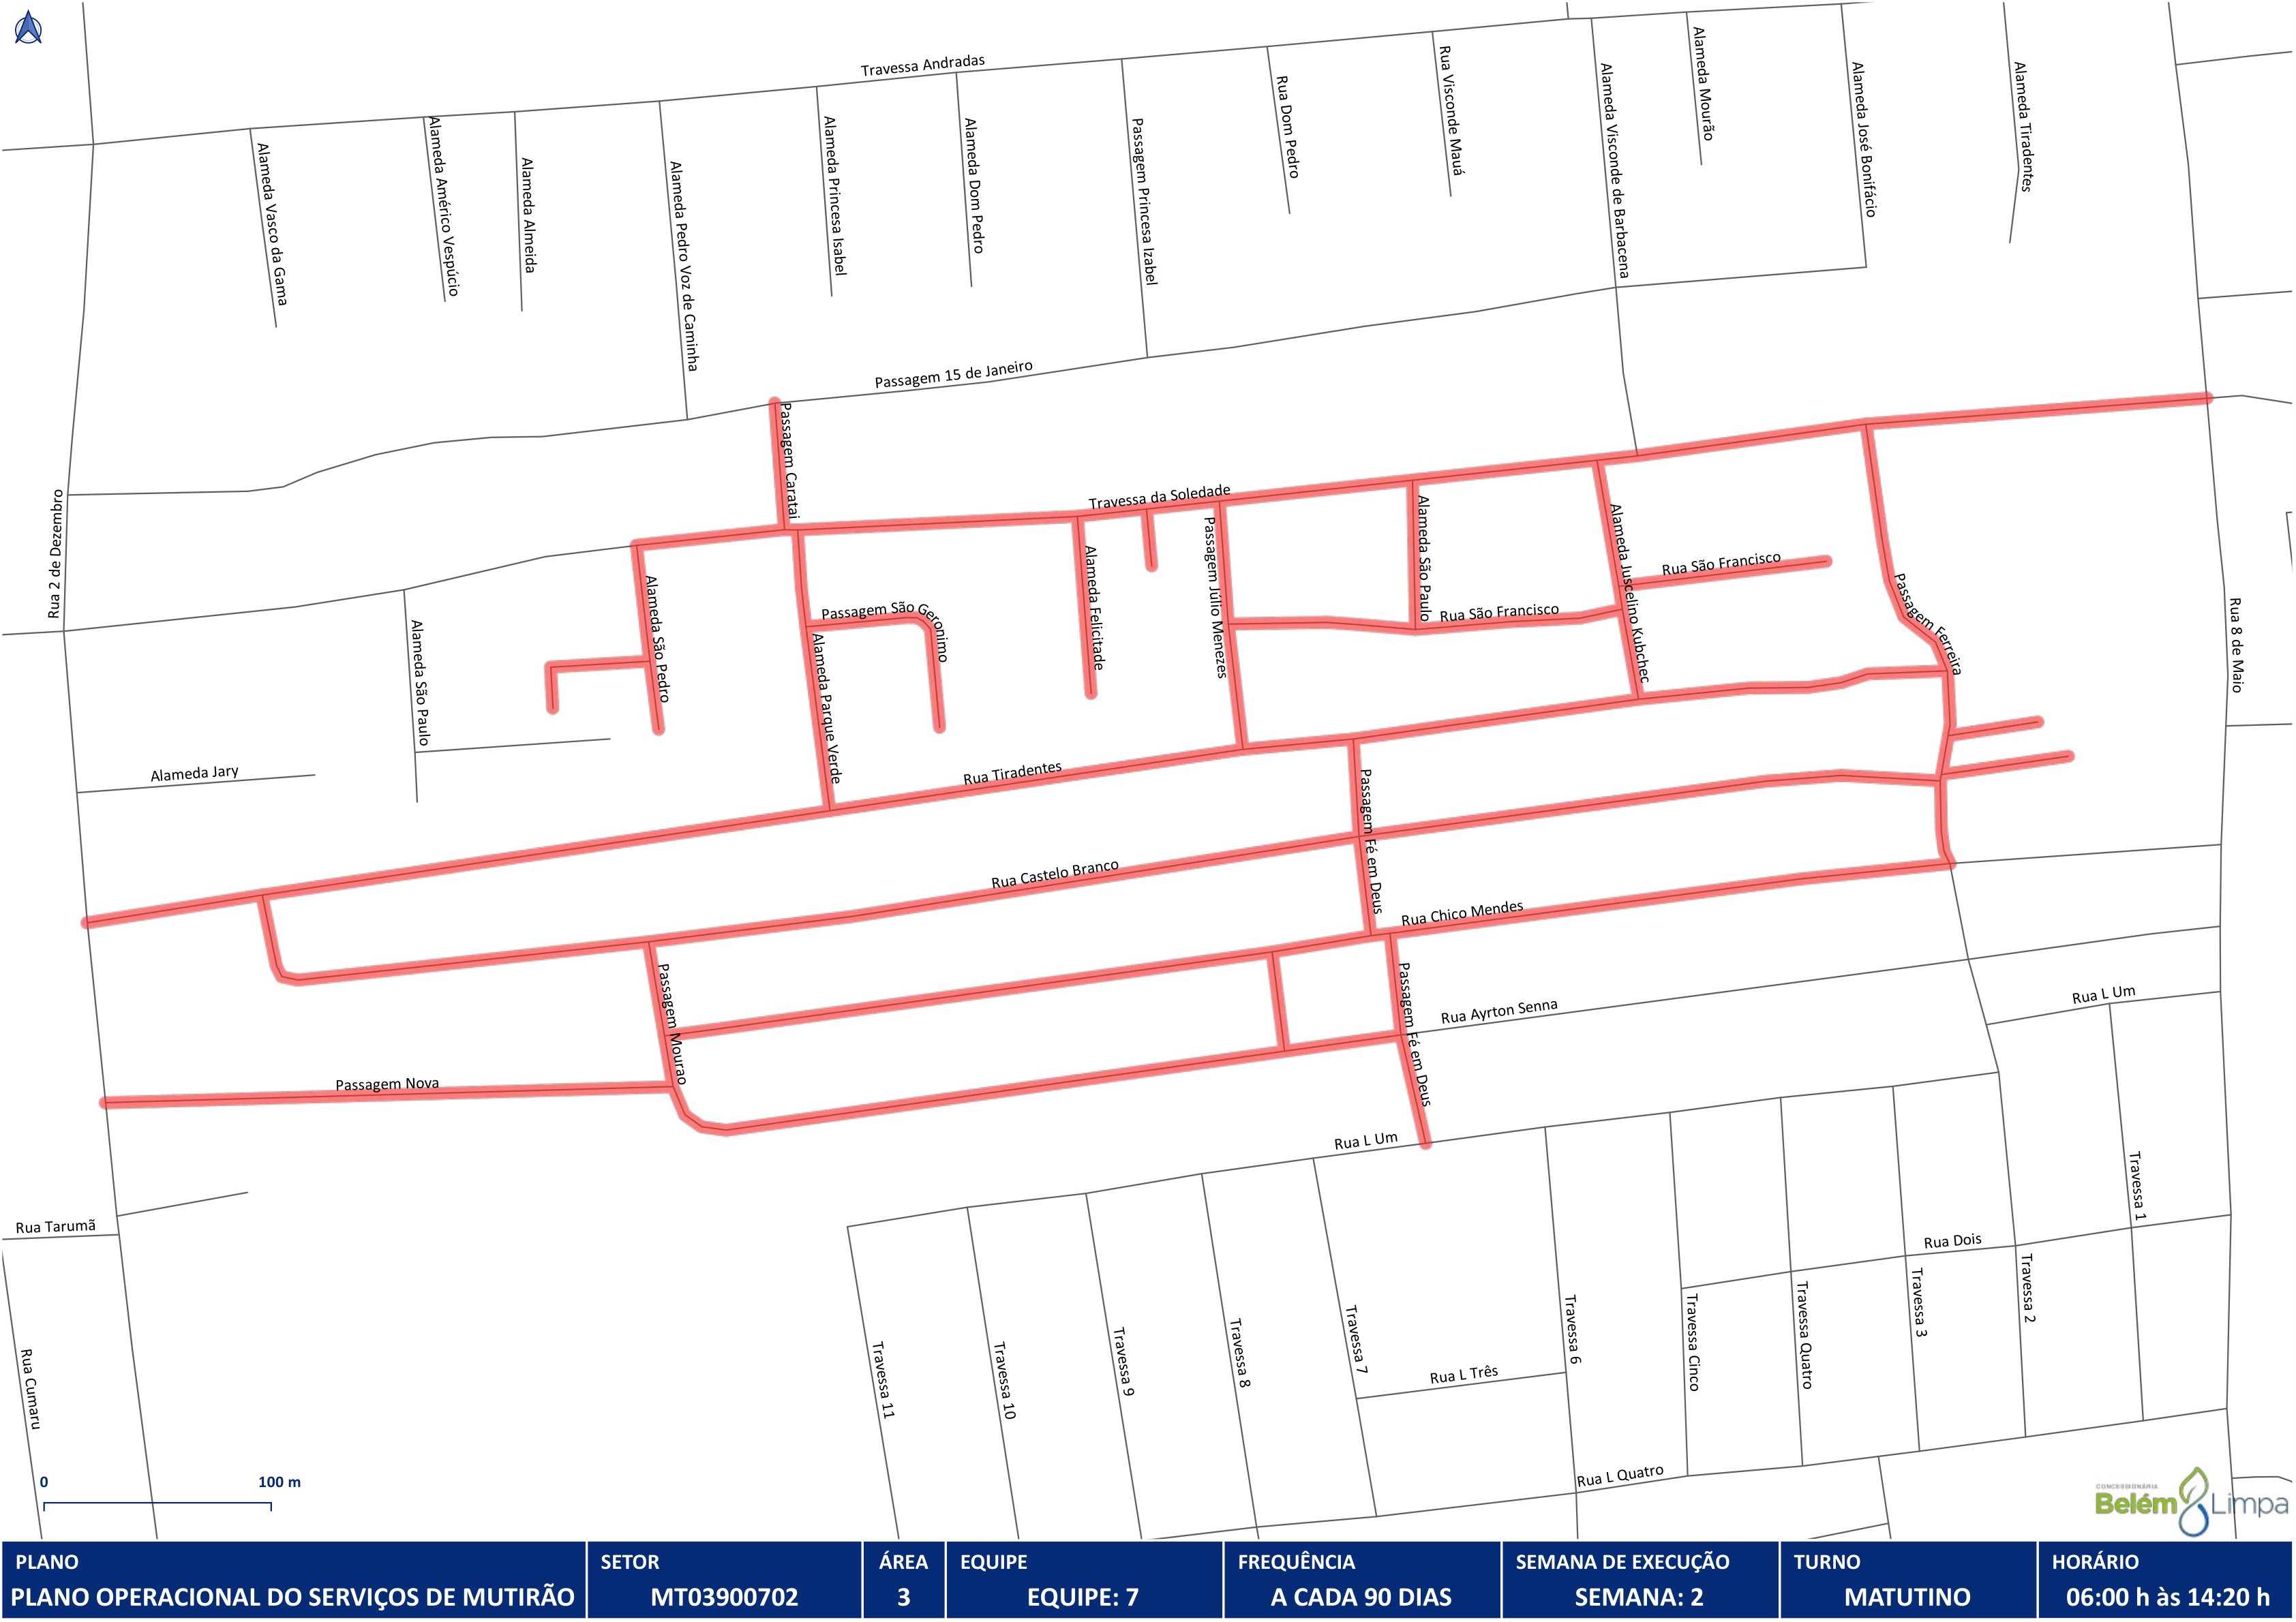 Travessa Andradas
Alameda Vasco da Gama
Alameda Américo Vespúcio
Alameda Almeida
Alameda Pedro Voz de Caminha
Alameda Princesa Isabel
Alameda Dom Pedro
Passagem Princesa Izabel
Rua Dom Pedro
Rua Visconde Mauá
Alameda Visconde de Barbacena
Alameda Mourão
Alameda José Bonifácio
Alameda Tiradentes
Passagem 15 de Janeiro
Passagem Caratai
Rua 2 de Dezembro
Travessa da Soledade
Alameda São Pedro
Passagem São Geronimo
Alameda Parque Verde
Alameda Felicitade
Passagem Júlio Menezes
Alameda São Paulo
Rua São Francisco
Alameda Juscelino Kubchec
Rua São Francisco
Passagem Ferreira
Rua 8 de Maio
Alameda São Paulo
Alameda Jary
Rua Tiradentes
Passagem Fé em Deus
Rua Castelo Branco
Rua Chico Mendes
Passagem Mourao
Passagem Fé em Deus
Rua Ayrton Senna
Rua L Um
Passagem Nova
Rua L Um
Rua Tarumã
Rua Cumaru
Travessa 11
Travessa 10
Travessa 9
Travessa 8
Travessa 7
Rua L Três
Travessa 6
Travessa Cinco
Travessa Quatro
Travessa 3
Rua Dois
Travessa 2
Travessa 1
Rua L Quatro
0 100 m
CONCESSIONÁRIA
Belém Limpa
PLANO
PLANO OPERACIONAL DO SERVIÇOS DE MUTIRÃO
SETOR
MT03900702
ÁREA
3
EQUIPE
EQUIPE: 7
FREQUÊNCIA
A CADA 90 DIAS
SEMANA DE EXECUÇÃO
SEMANA: 2
TURNO
MATUTINO
HORÁRIO
06:00 h às 14:20 h